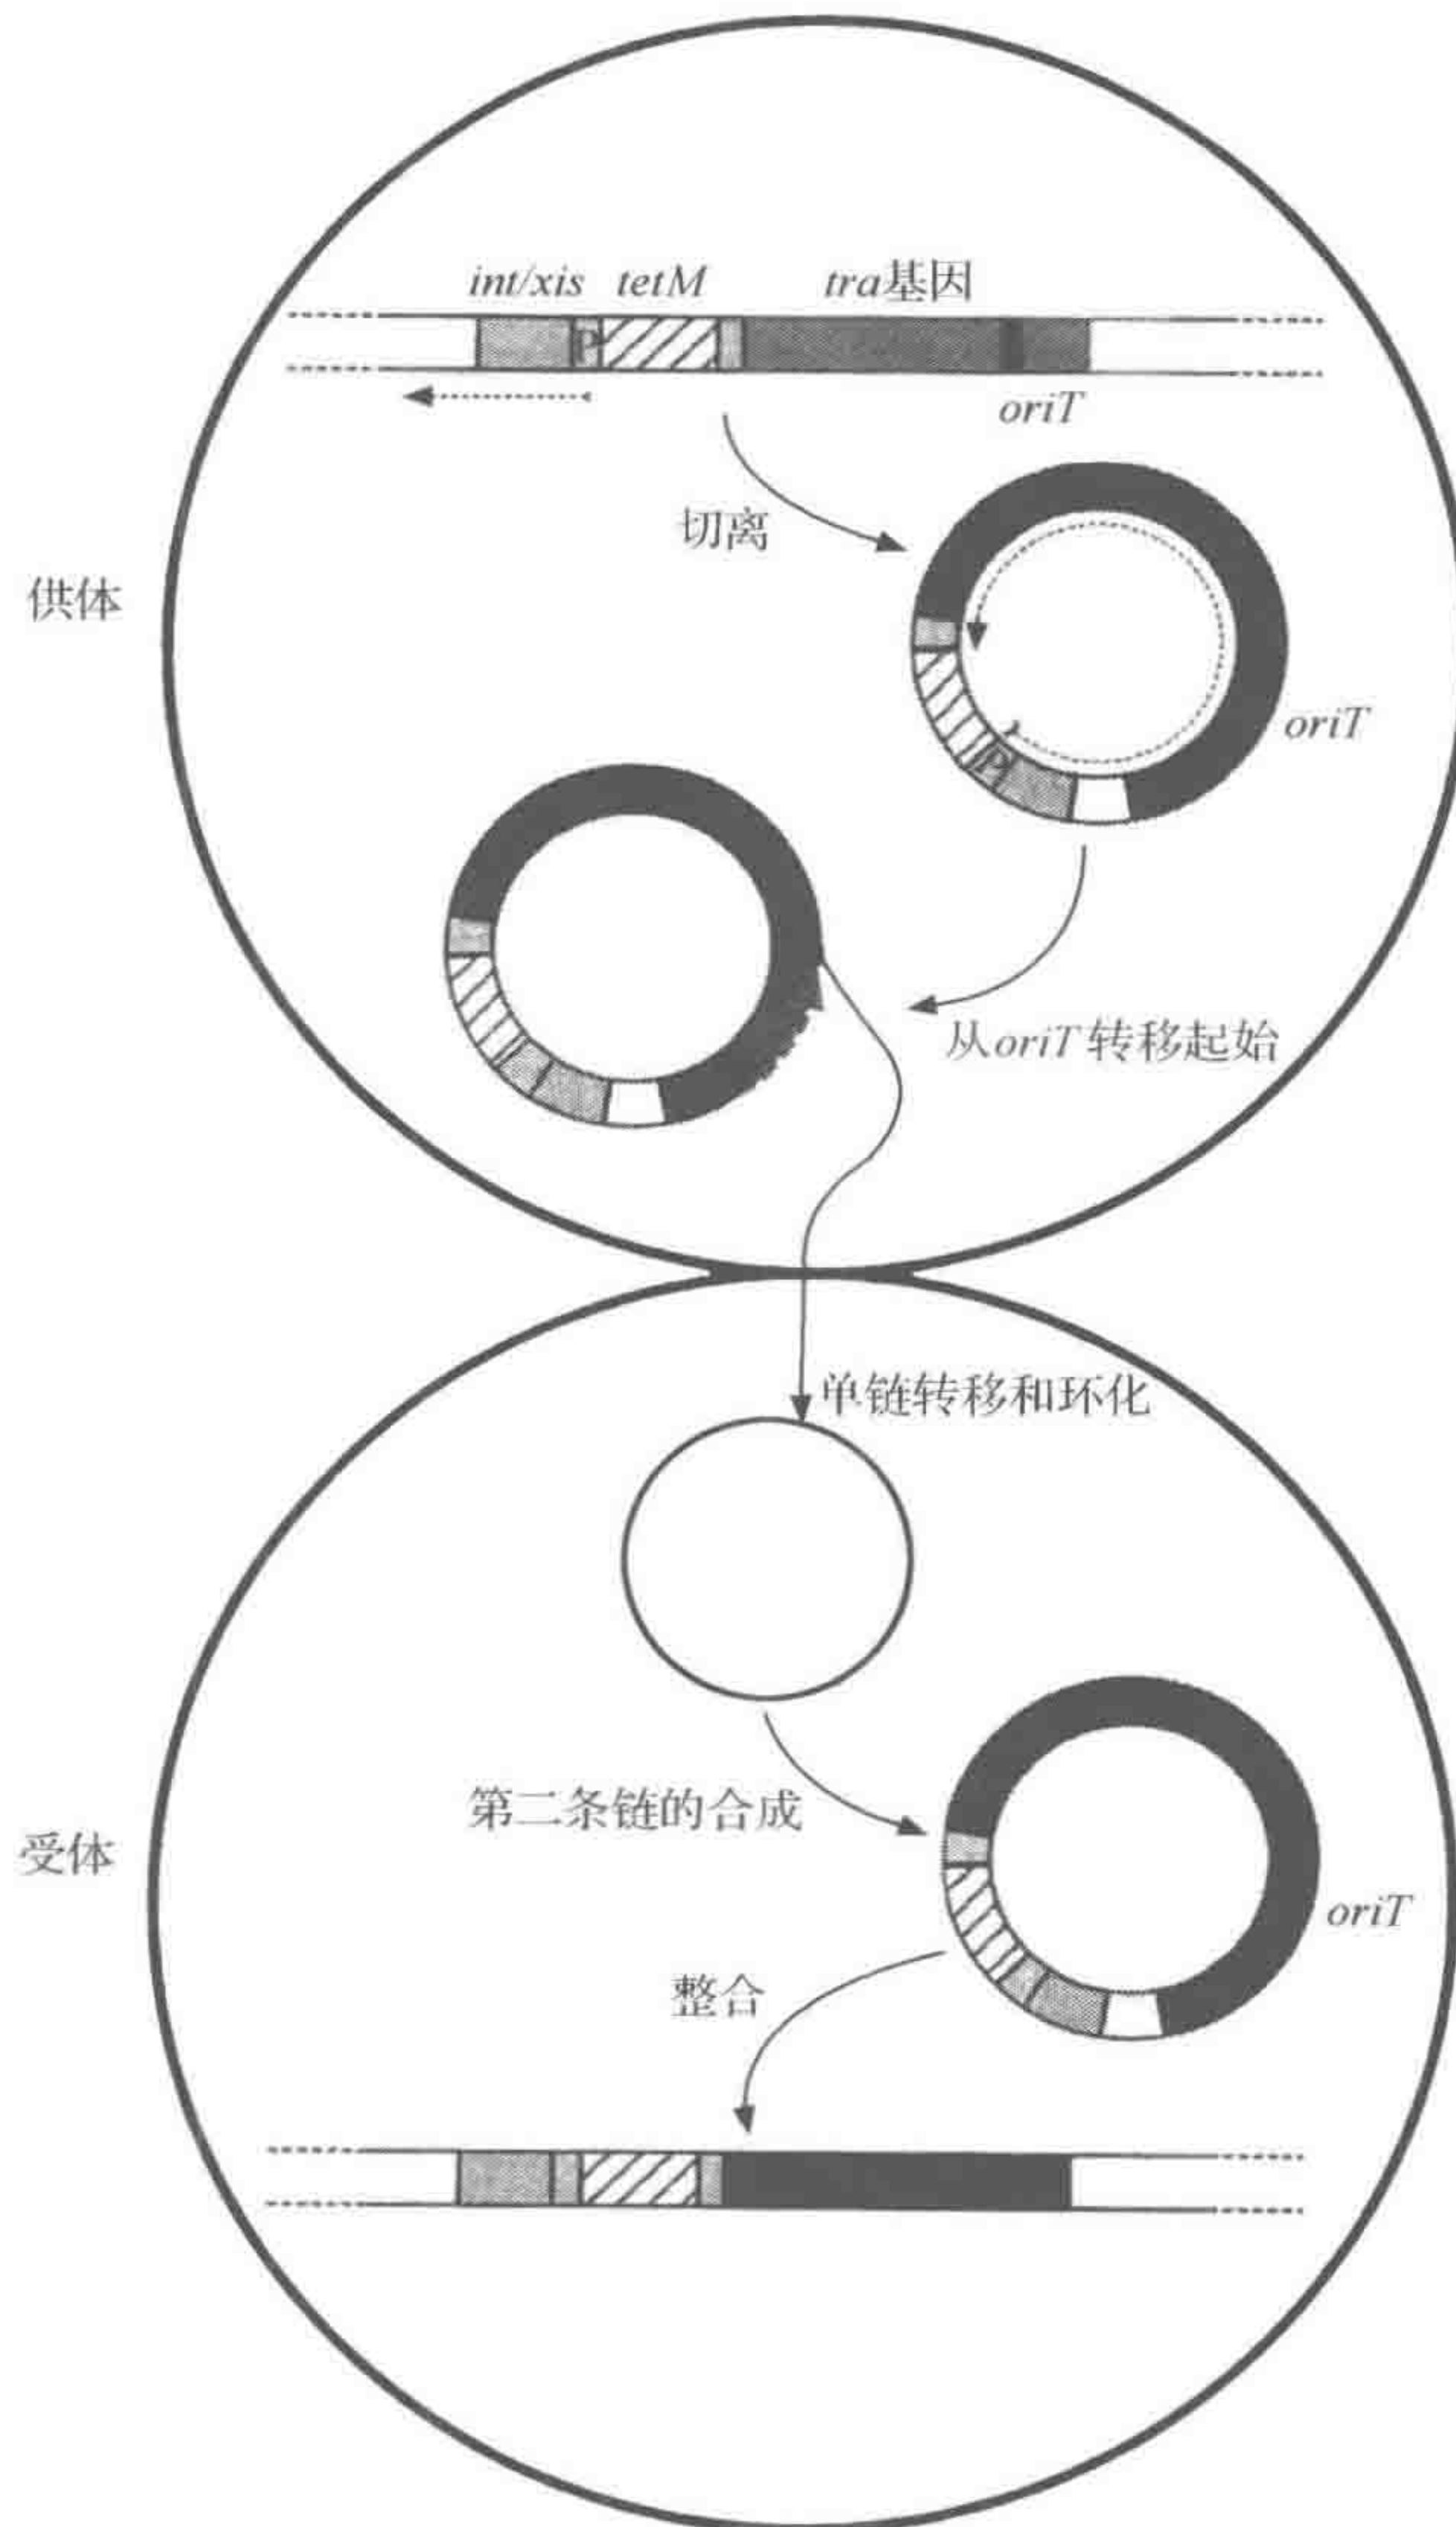 int/xis tetM tra基因
P
oriT
切离
供体
oriT
P
从oriT转移起始
单链转移和环化
第二条链的合成
受体
oriT
整合